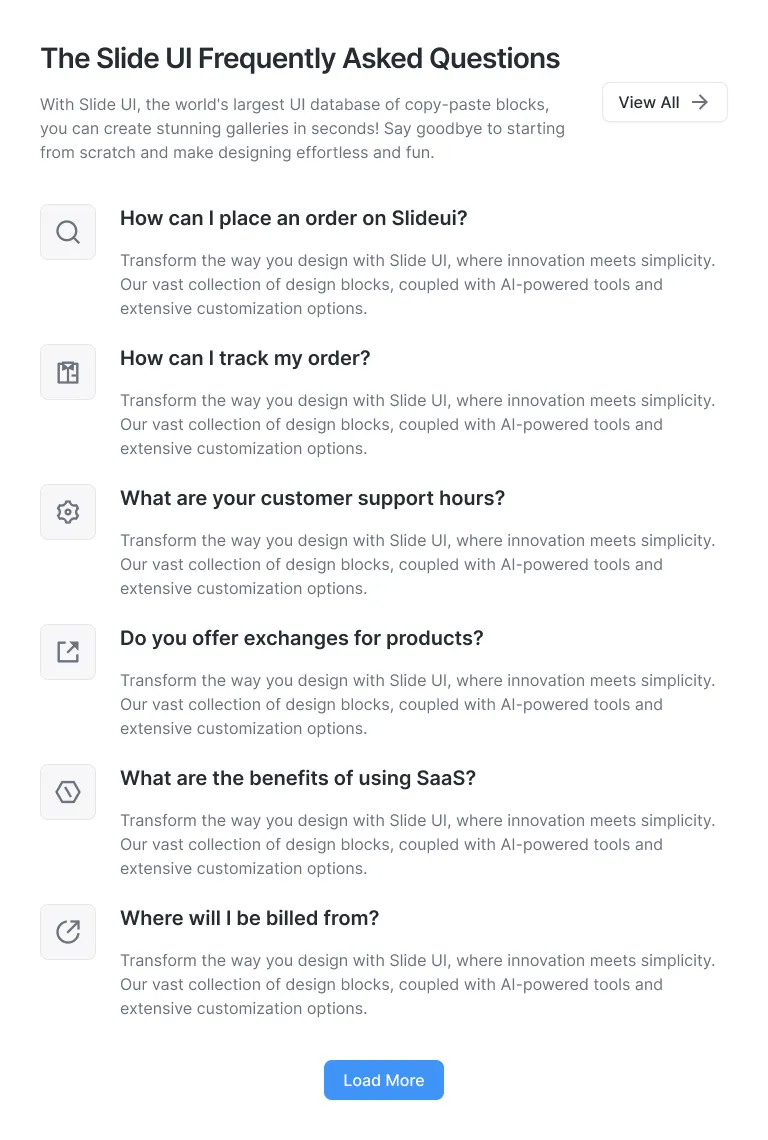 The Slide UI Frequently Asked Questions
With Slide UI, the world's largest UI database of copy-paste blocks,
you can create stunning galleries in seconds! Say goodbye to starting
from scratch and make designing effortless and fun.
View All
How can I place an order on Slideui?
Transform the way you design with Slide UI, where innovation meets simplicity.
Our vast collection of design blocks, coupled with AI-powered tools and
extensive customization options.
How can I track my order?
Transform the way you design with Slide UI, where innovation meets simplicity.
Our vast collection of design blocks, coupled with AI-powered tools and
extensive customization options.
What are your customer support hours?
Transform the way you design with Slide UI, where innovation meets simplicity.
Our vast collection of design blocks, coupled with AI-powered tools and
extensive customization options.
Do you offer exchanges for products?
Transform the way you design with Slide UI, where innovation meets simplicity.
Our vast collection of design blocks, coupled with AI-powered tools and
extensive customization options.
What are the benefits of using SaaS?
Transform the way you design with Slide UI, where innovation meets simplicity.
Our vast collection of design blocks, coupled with AI-powered tools and
extensive customization options.
Where will I be billed from?
Transform the way you design with Slide UI, where innovation meets simplicity.
Our vast collection of design blocks, coupled with AI-powered tools and
extensive customization options.
Load More